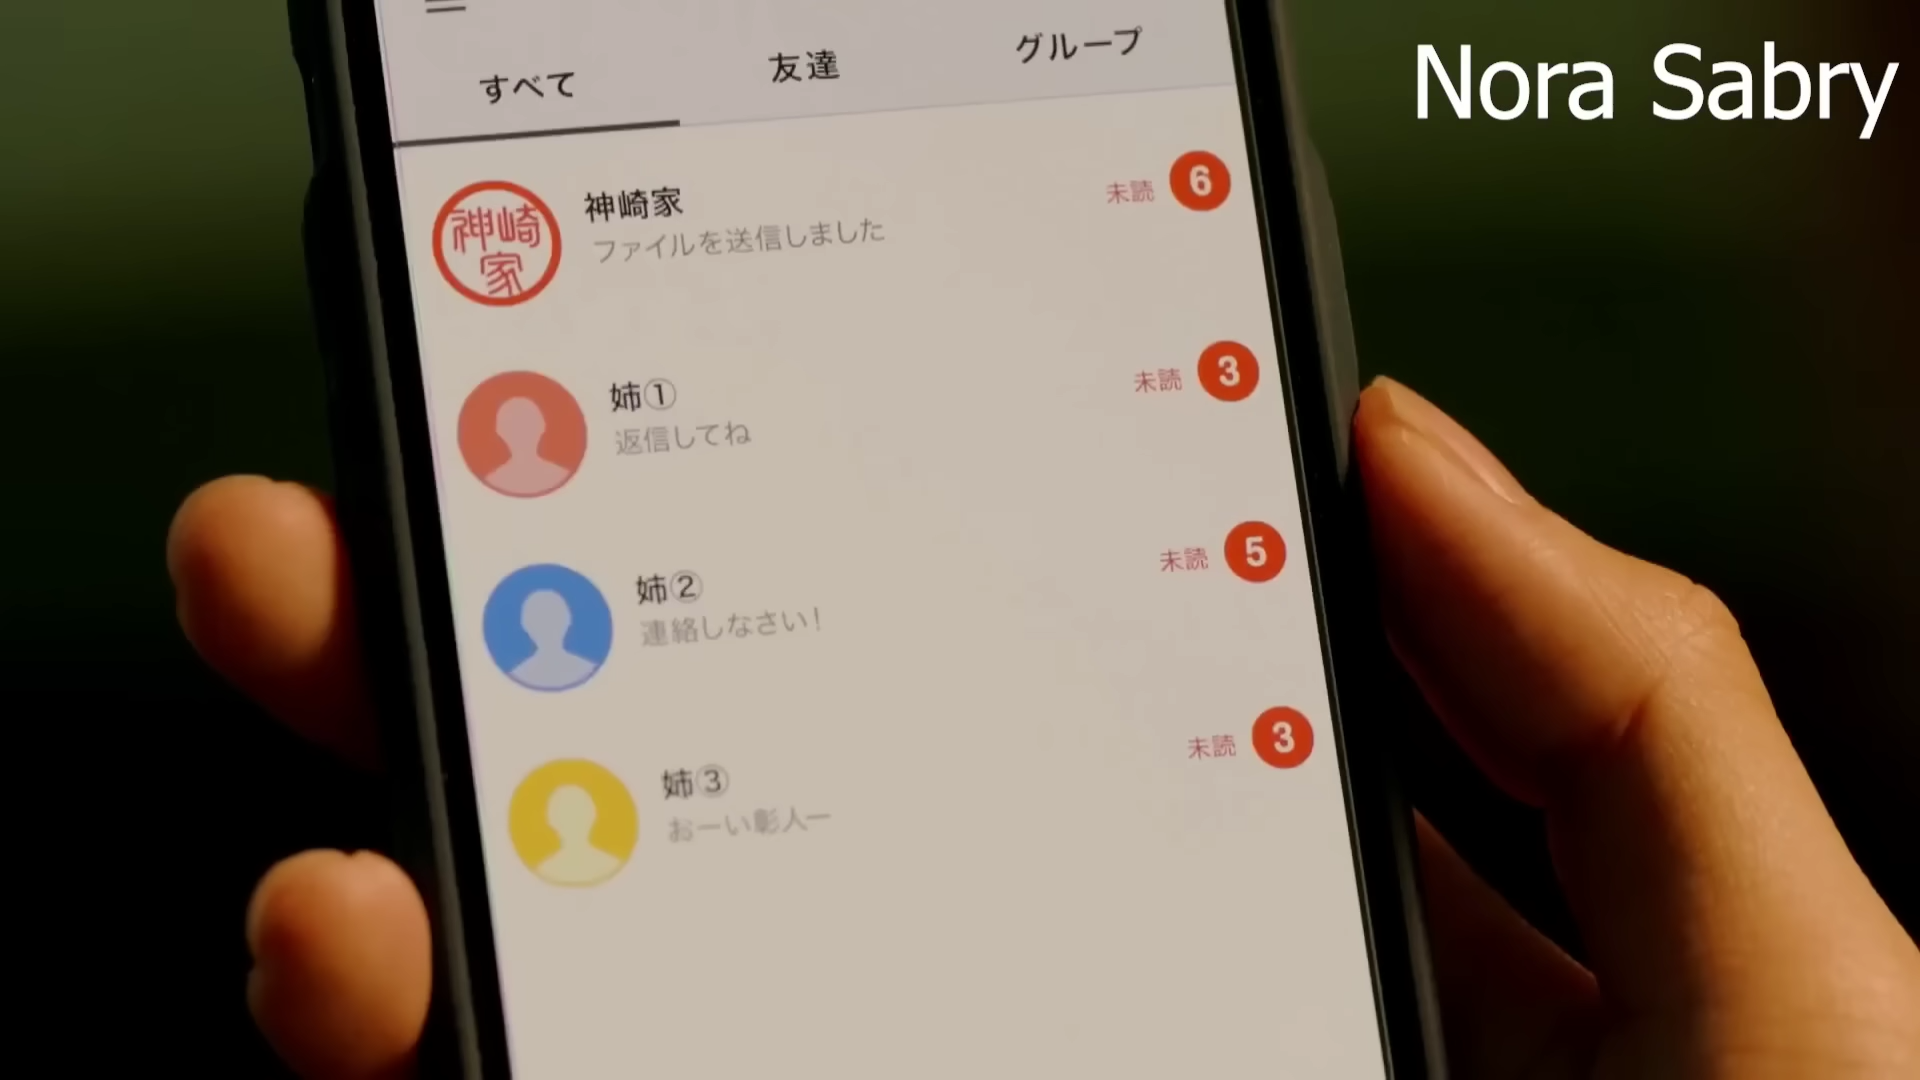 Nora Sabry
すべて 友達 グループ
神崎家
神崎家
ファイルを送信しました
未読 6
姉①
返信してね
未読 3
姉②
連絡しなさい!
未読 5
姉③
おーい彰人ー
未読 3